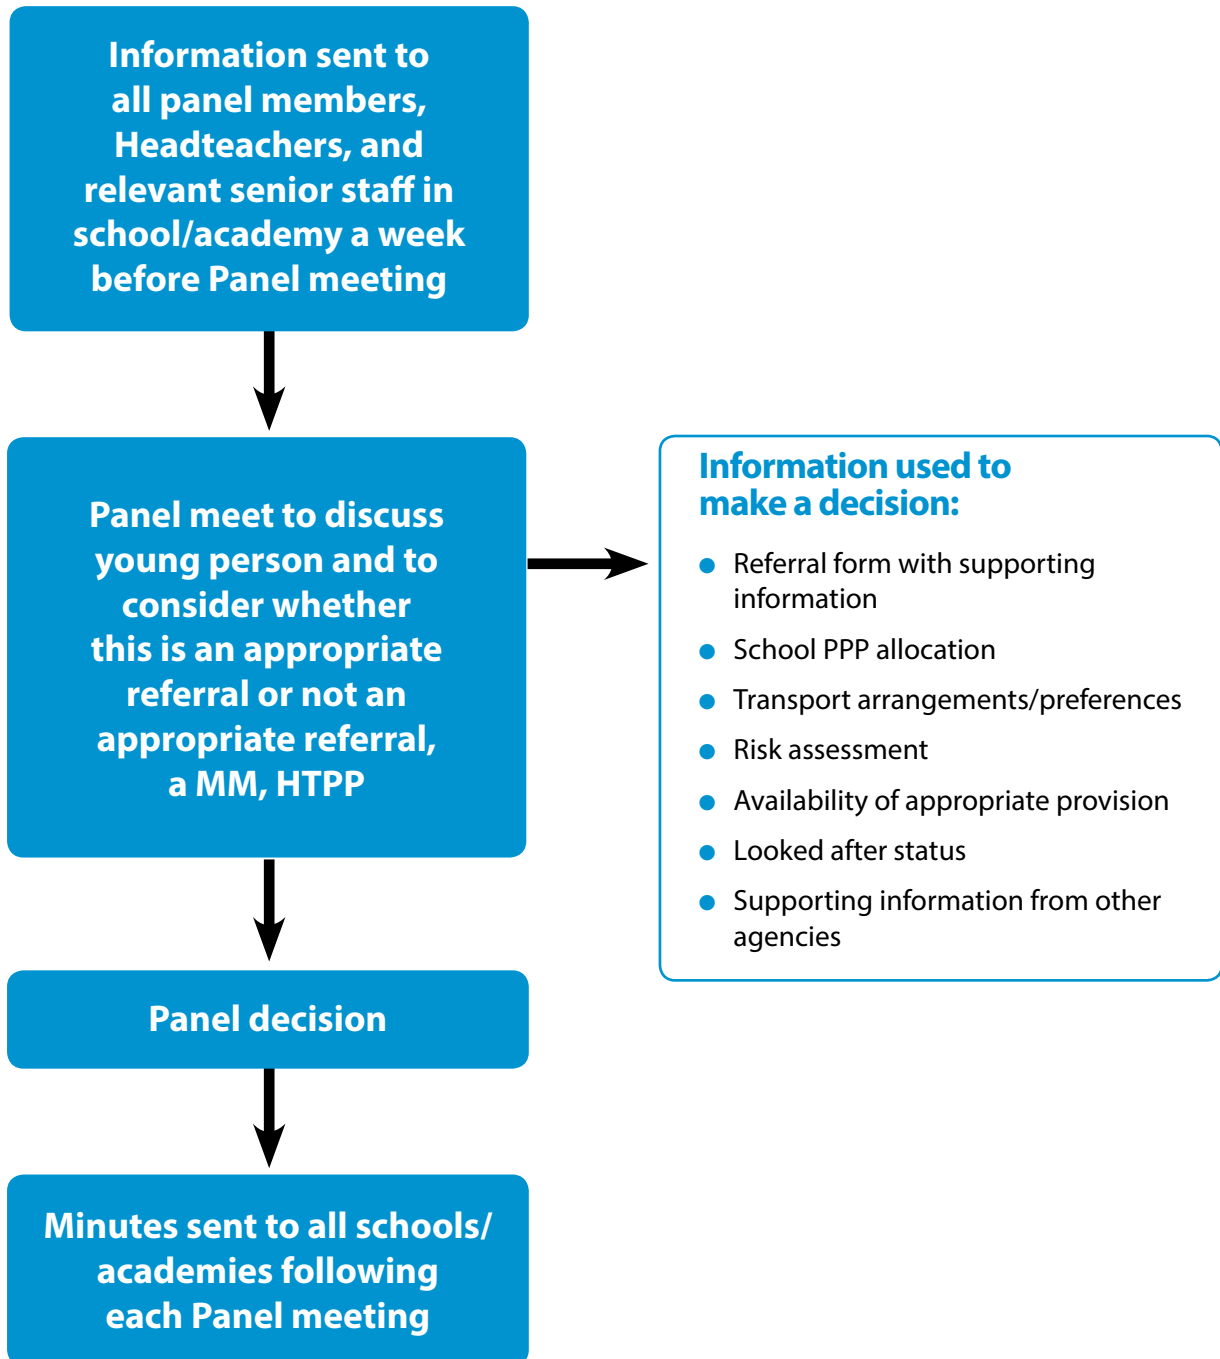 Information sent to
all panel members,
Headteachers, and
relevant senior staff in
school/academy a week
before Panel meeting
Panel meet to discuss
young person and to
consider whether
this is an appropriate
referral or not an
appropriate referral,
a MM, HTPP
Information used to
make a decision:
● Referral form with supporting
information
● School PPP allocation
● Transport arrangements/preferences
● Risk assessment
● Availability of appropriate provision
● Looked after status
● Supporting information from other
agencies
Panel decision
Minutes sent to all schools/
academies following
each Panel meeting